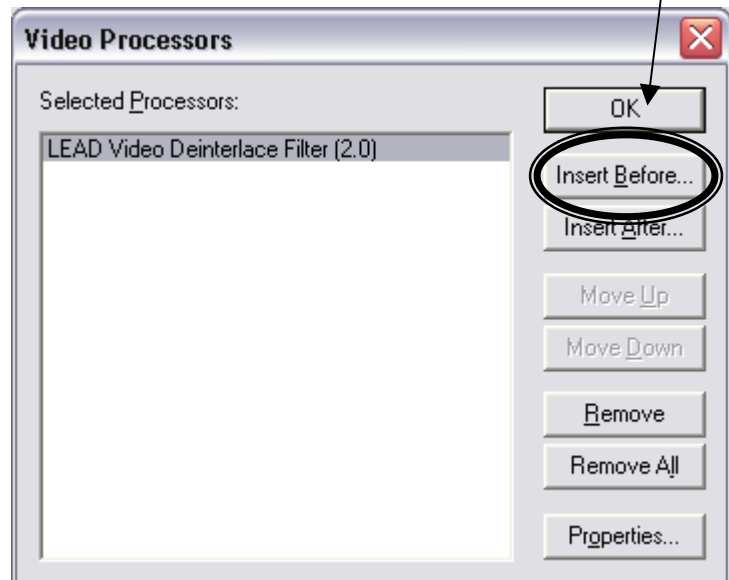 Video Processors
Selected Processors:
LEAD Video Deinterlace Filter (2.0)
OK
Insert Before...
Insert After...
Move Up
Move Down
Remove
Remove All
Properties...